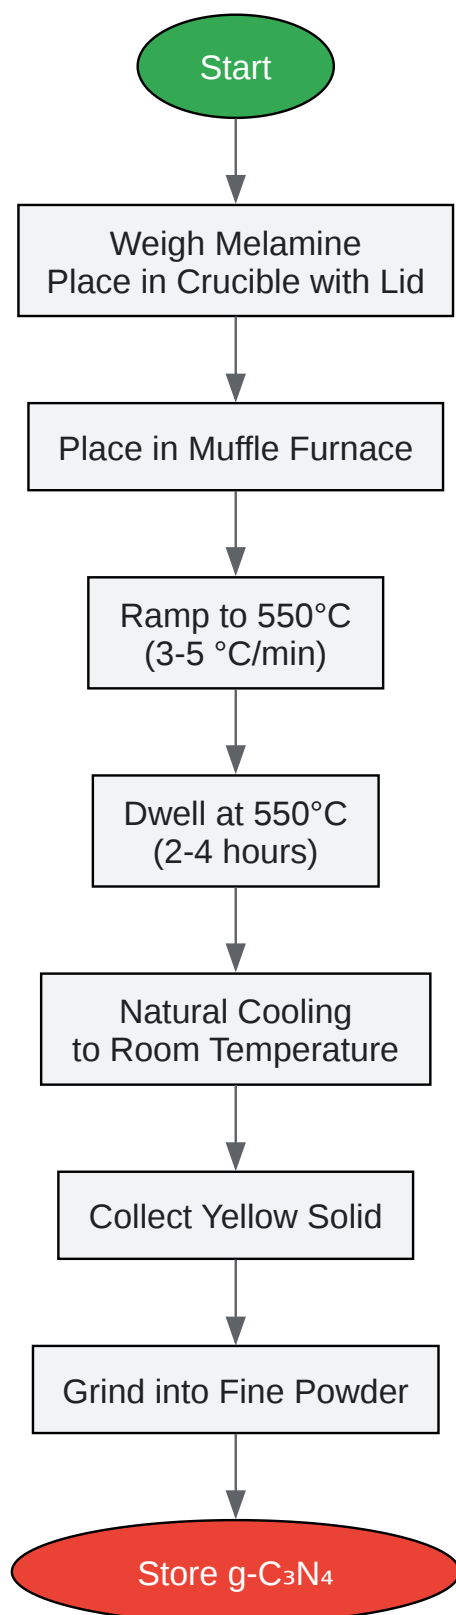 Start
Weigh Melamine
Place in Crucible with Lid
Place in Muffle Furnace
Ramp to 550°C
(3-5 °C/min)
Dwell at 550°C
(2-4 hours)
Natural Cooling
to Room Temperature
Collect Yellow Solid
Grind into Fine Powder
Store g-C₃N₄